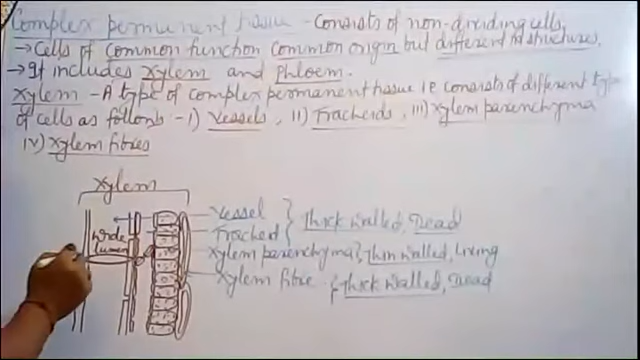 Complex permanent tissue - consists of non-dividing cells,
→ Cells of common function common origin but different in structures.
→ It includes Xylem and Phloem.
Xylem - A type of complex permanent tissue i.e consists of different type
of cells as follows - i) Vessels, ii) Tracheids, iii) xylem parenchyma
iv) xylem fibres
Xylem
Vessel } Thick walled, Dead
Tracheid
wide
lumen
Xylem parenchyma}, Thin walled, Living
Xylem fibre {Thick walled, Dead